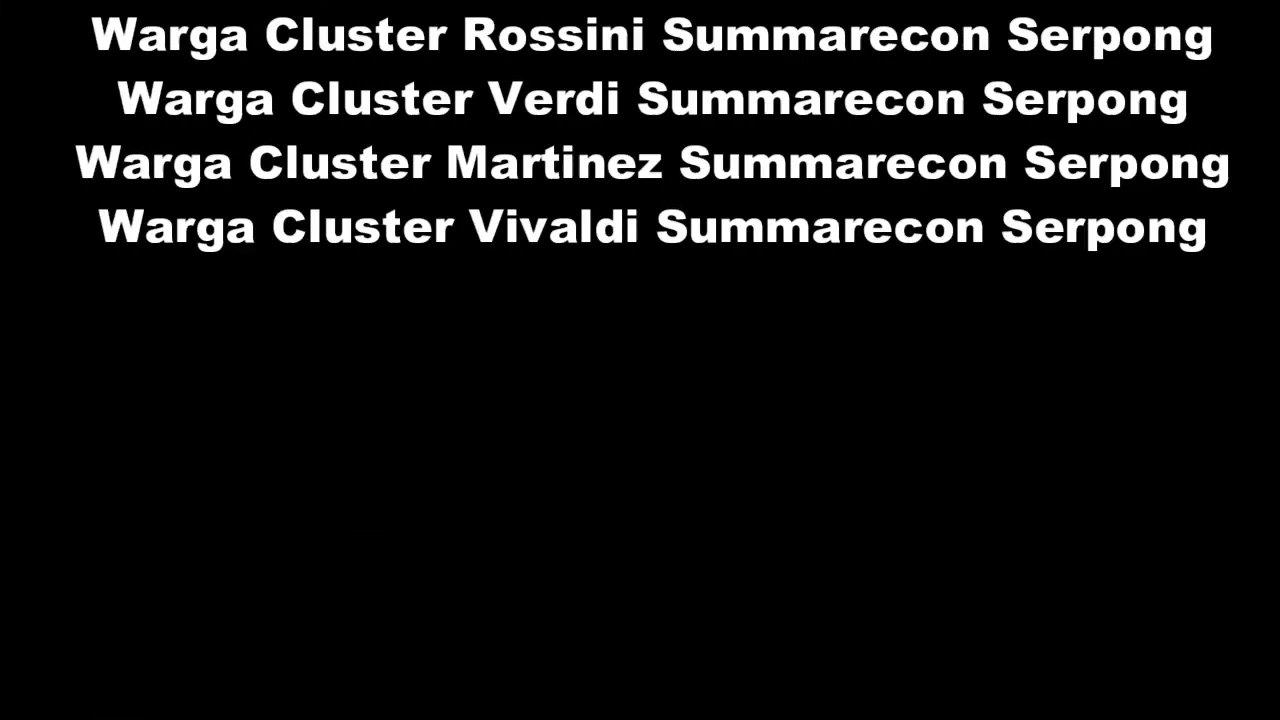 Warga Cluster Rossini Summarecon Serpong
Warga Cluster Verdi Summarecon Serpong
Warga Cluster Martinez Summarecon Serpong
Warga Cluster Vivaldi Summarecon Serpong